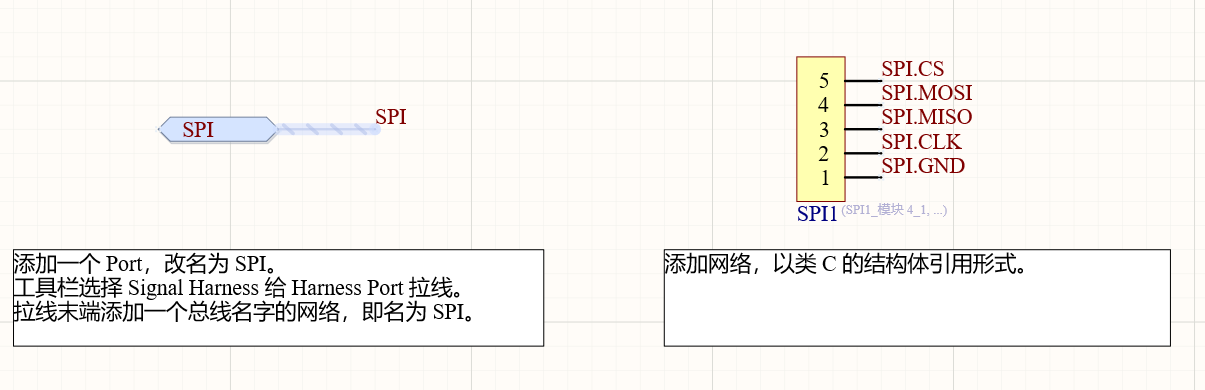 SPI
SPI
添加一个 Port，改名为 SPI。
工具栏选择 Signal Harness 给 Harness Port 拉线。
拉线末端添加一个总线名字的网络，即名为 SPI。
5 SPI.CS
4 SPI.MOSI
3 SPI.MISO
2 SPI.CLK
1 SPI.GND
SPI1 (SPI1_模块 4_1, ...)
添加网络，以类 C 的结构体引用形式。